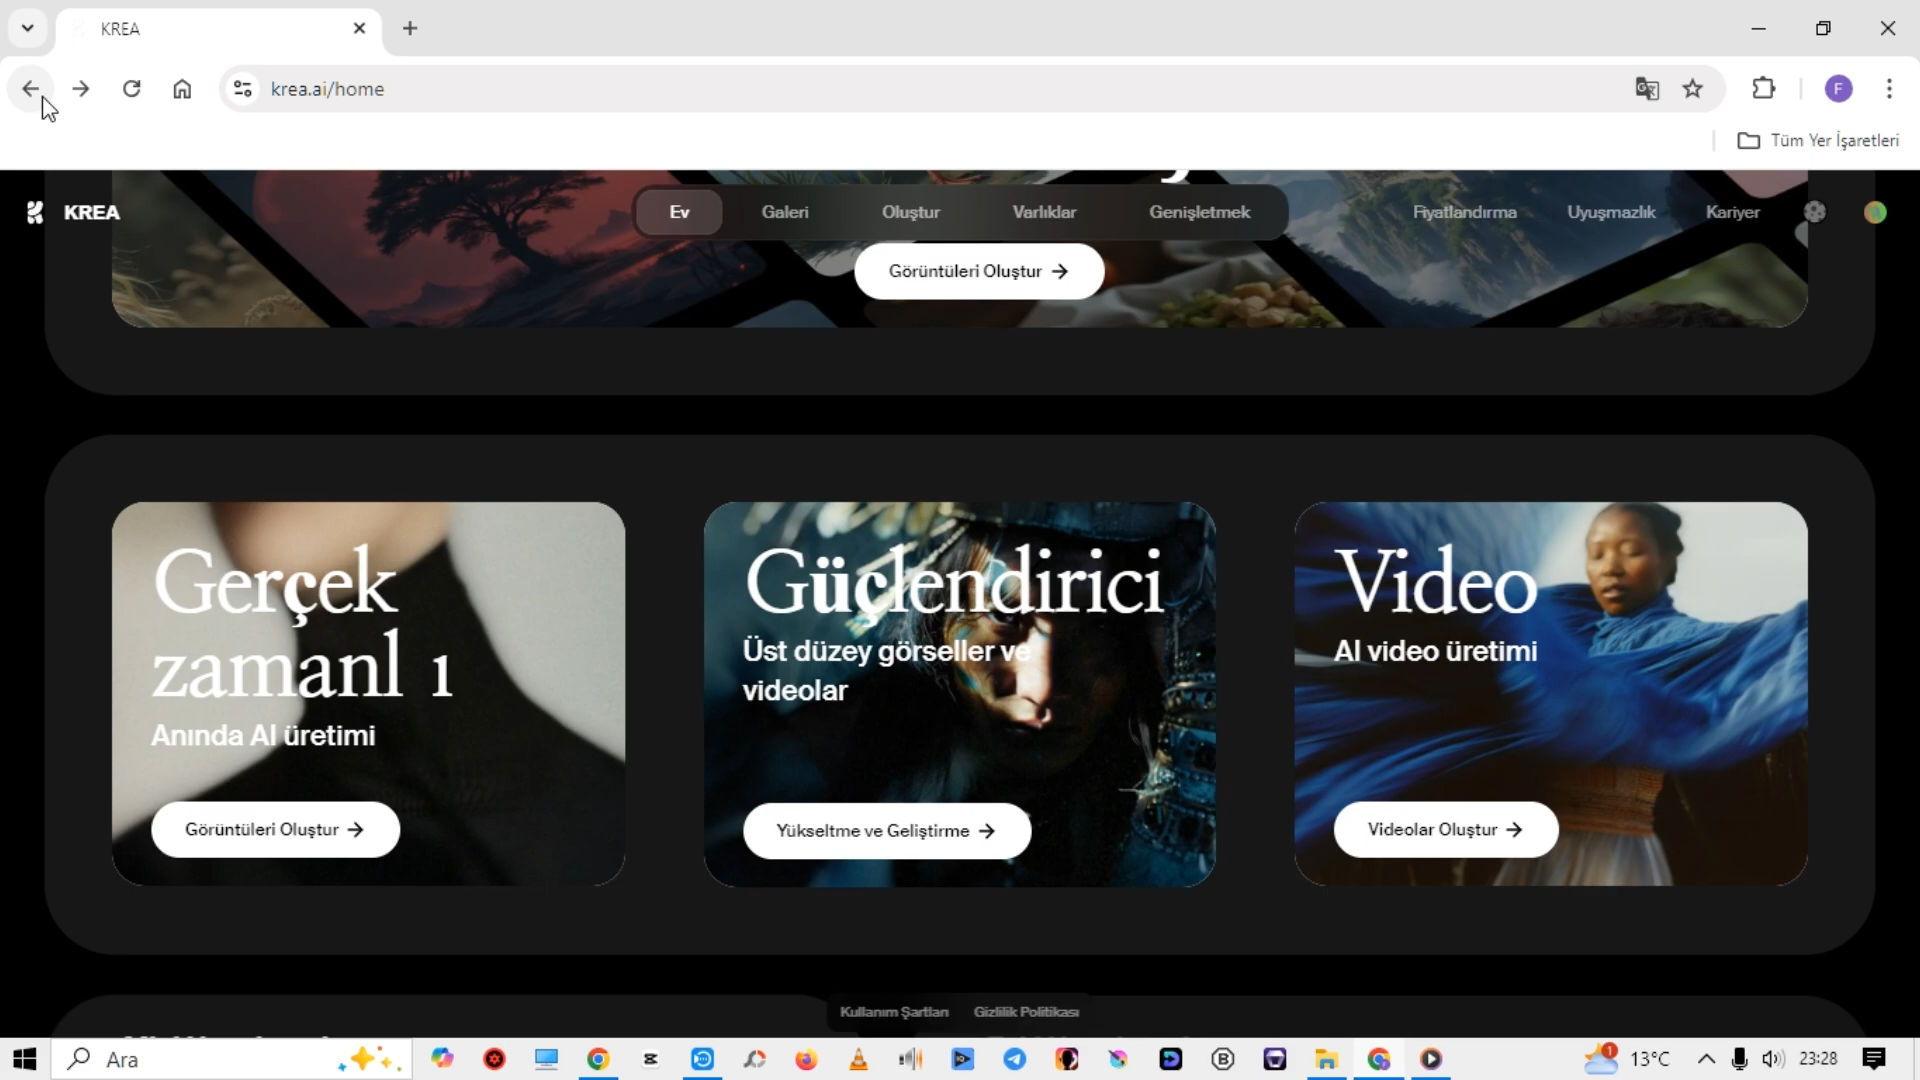 KREA
krea.ai/home
F
Tüm Yer İşaretleri
KREA
Ev
Galeri
Oluştur
Varlıklar
Genişletmek
Fiyatlandırma
Uyuşmazlık
Kariyer
Görüntüleri Oluştur →
Gerçek
zamanl ı
Anında AI üretimi
Görüntüleri Oluştur →
Güçlendirici
Üst düzey görseller ve
videolar
Yükseltme ve Geliştirme →
Video
AI video üretimi
Videolar Oluştur →
Kullanım Şartları
Gizlilik Politikası
Ara
1
13°C
23:28